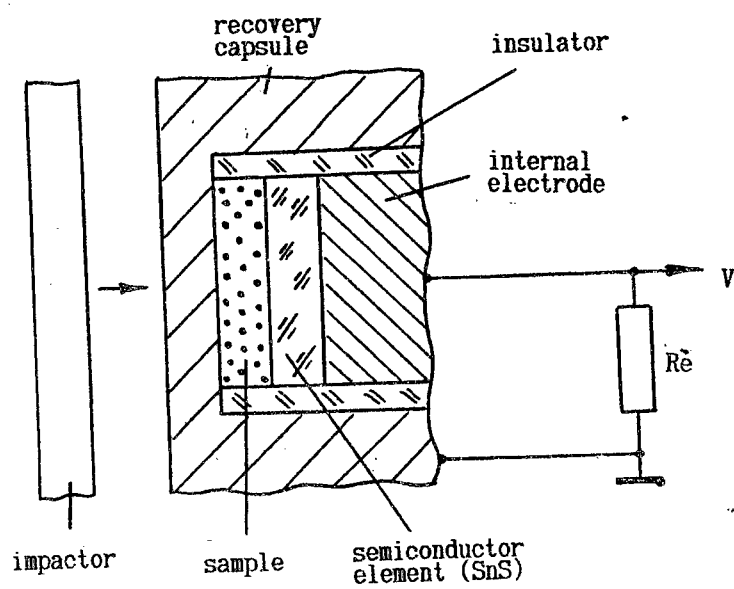 recovery
capsule
insulator
internal
electrode
V
Re
impactor
sample
semiconductor
element (SnS)